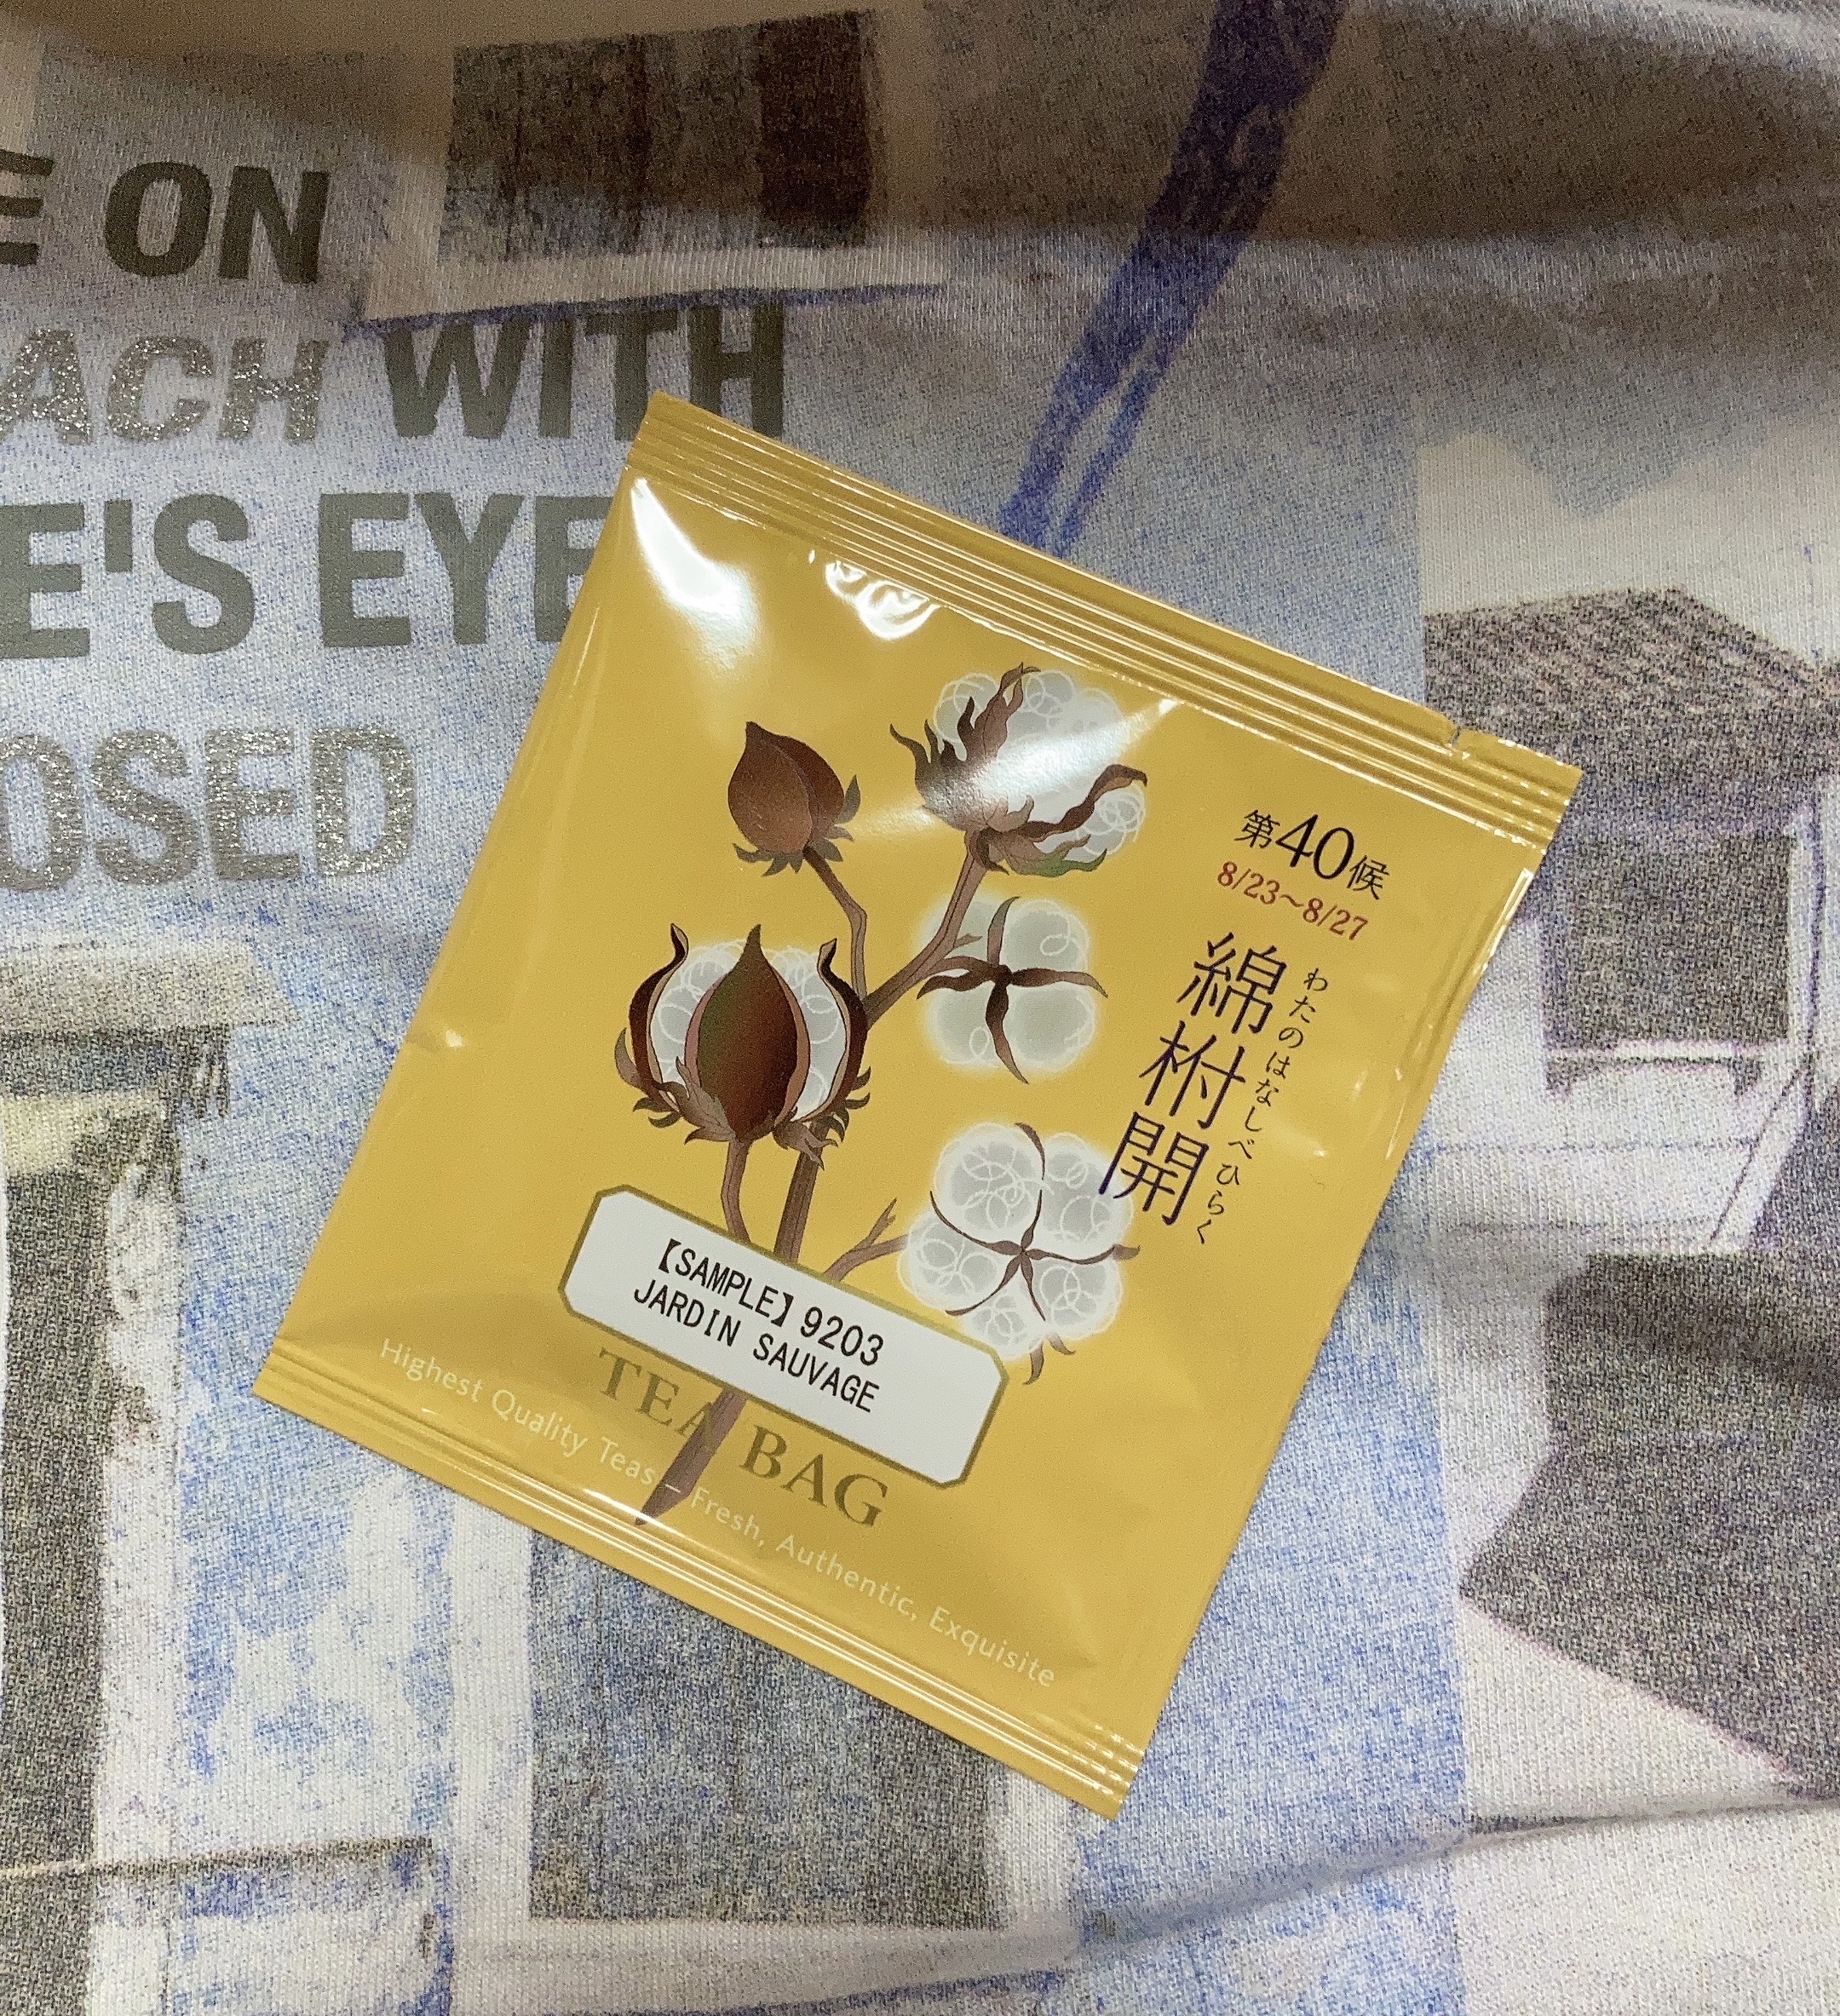 E ON
ACH WITH
E'S EYE
OSED
第40候
8/23~8/27
綿柎開
わたのはなしべひらく
【SAMPLE】9203
JARDIN SAUVAGE
TEA BAG
Highest Quality Teas – Fresh, Authentic, Exquisite